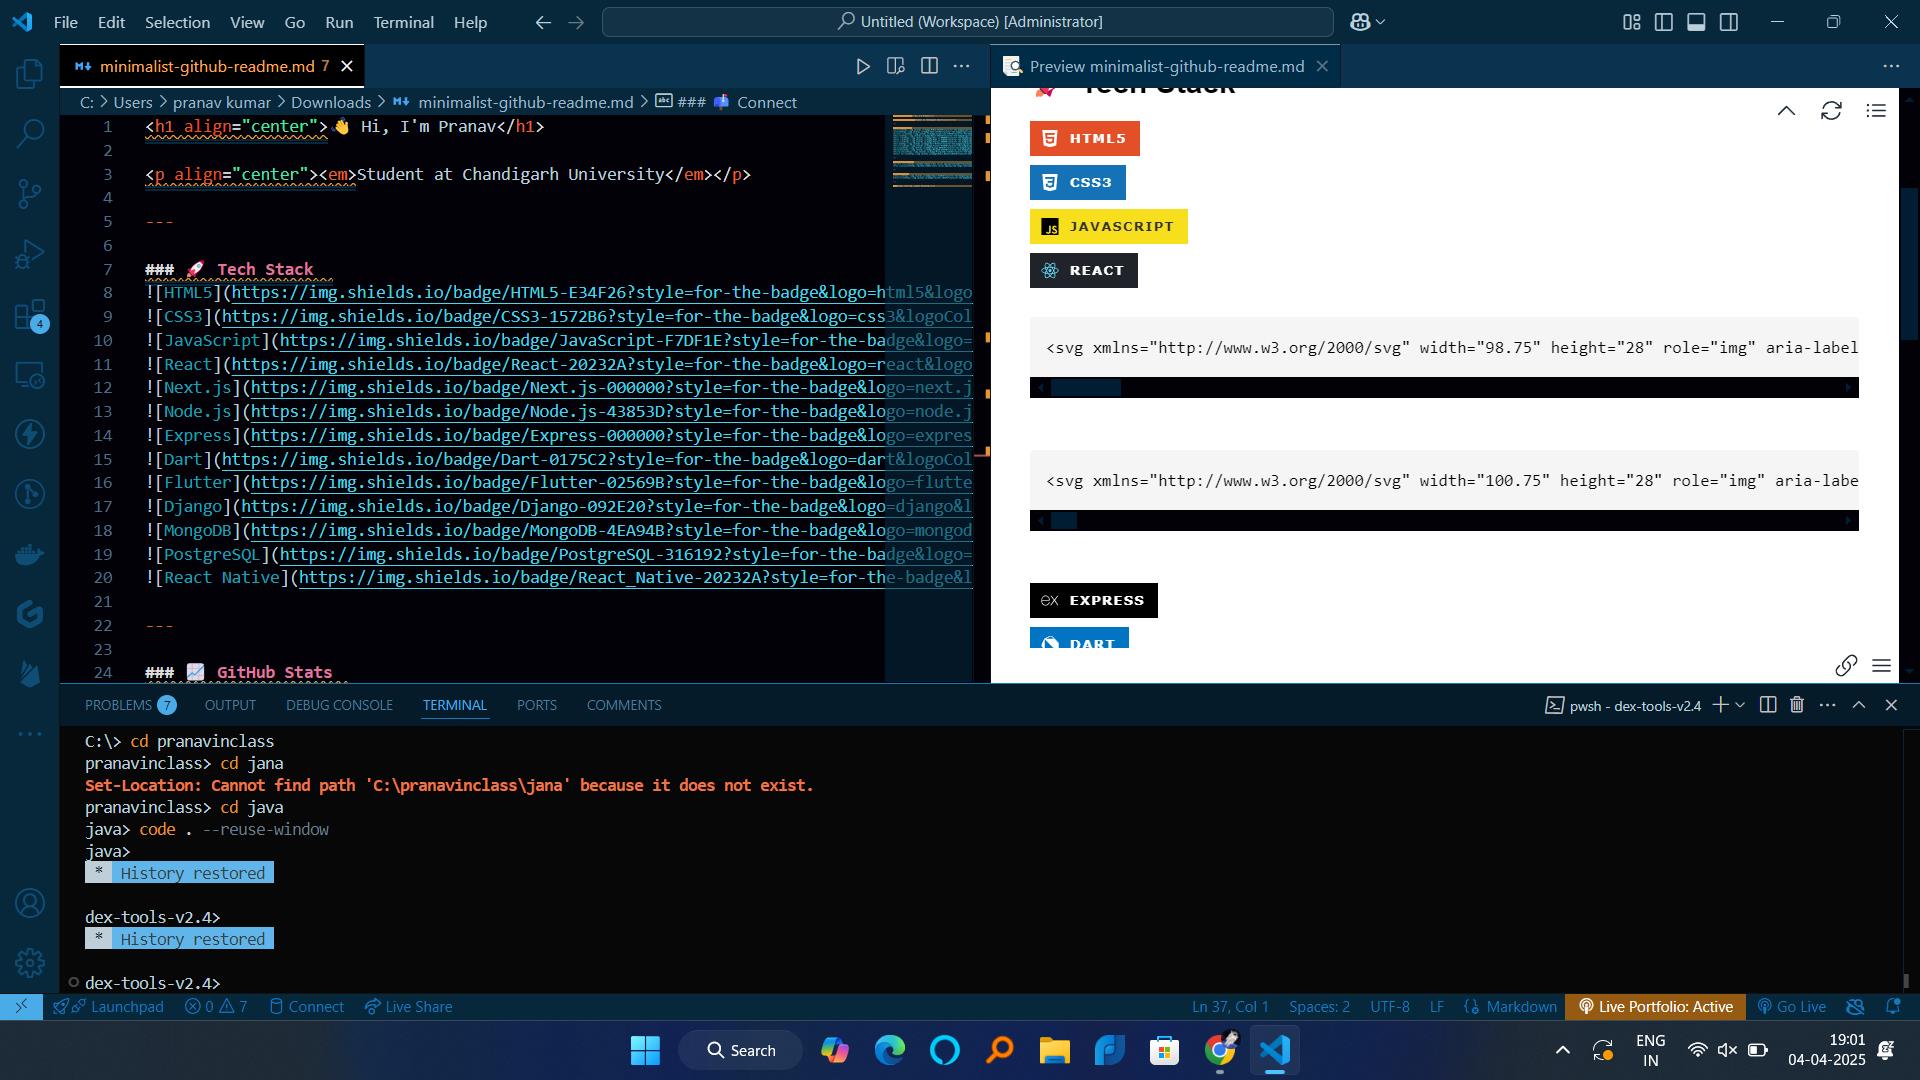 File Edit Selection View Go Run Terminal Help
Untitled (Workspace) [Administrator]
minimalist-github-readme.md 7
Preview minimalist-github-readme.md
C: > Users > pranav kumar > Downloads > minimalist-github-readme.md > ### 📫 Connect
1 <h1 align="center">👋 Hi, I'm Pranav</h1>
2
3 <p align="center"><em>Student at Chandigarh University</em></p>
4
5 ---
6
7 ### 🚀 Tech Stack
8 ![HTML5](https://img.shields.io/badge/HTML5-E34F26?style=for-the-badge&logo=html5&logo
9 ![CSS3](https://img.shields.io/badge/CSS3-1572B6?style=for-the-badge&logo=css3&logoCol
10 ![JavaScript](https://img.shields.io/badge/JavaScript-F7DF1E?style=for-the-badge&logo=
11 ![React](https://img.shields.io/badge/React-20232A?style=for-the-badge&logo=react&logo
12 ![Next.js](https://img.shields.io/badge/Next.js-000000?style=for-the-badge&logo=next.j
13 ![Node.js](https://img.shields.io/badge/Node.js-43853D?style=for-the-badge&logo=node.j
14 ![Express](https://img.shields.io/badge/Express-000000?style=for-the-badge&logo=expres
15 ![Dart](https://img.shields.io/badge/Dart-0175C2?style=for-the-badge&logo=dart&logoCol
16 ![Flutter](https://img.shields.io/badge/Flutter-02569B?style=for-the-badge&logo=flutte
17 ![Django](https://img.shields.io/badge/Django-092E20?style=for-the-badge&logo=django&l
18 ![MongoDB](https://img.shields.io/badge/MongoDB-4EA94B?style=for-the-badge&logo=mongod
19 ![PostgreSQL](https://img.shields.io/badge/PostgreSQL-316192?style=for-the-badge&logo=
20 ![React Native](https://img.shields.io/badge/React_Native-20232A?style=for-the-badge&l
21
22 ---
23
24 ### 📈 GitHub Stats
Tech Stack
HTML5
CSS3
JS JAVASCRIPT
REACT
<svg xmlns="http://www.w3.org/2000/svg" width="98.75" height="28" role="img" aria-label
<svg xmlns="http://www.w3.org/2000/svg" width="100.75" height="28" role="img" aria-labe
ex EXPRESS
DART
4
PROBLEMS 7 OUTPUT DEBUG CONSOLE TERMINAL PORTS COMMENTS
pwsh - dex-tools-v2.4
C:\> cd pranavinclass
pranavinclass> cd jana
Set-Location: Cannot find path 'C:\pranavinclass\jana' because it does not exist.
pranavinclass> cd java
java> code . --reuse-window
java>
* History restored
dex-tools-v2.4>
* History restored
dex-tools-v2.4>
Launchpad 0 7 Connect Live Share
Ln 37, Col 1 Spaces: 2 UTF-8 LF {} Markdown Live Portfolio: Active Go Live
Search
ENG
IN
19:01
04-04-2025